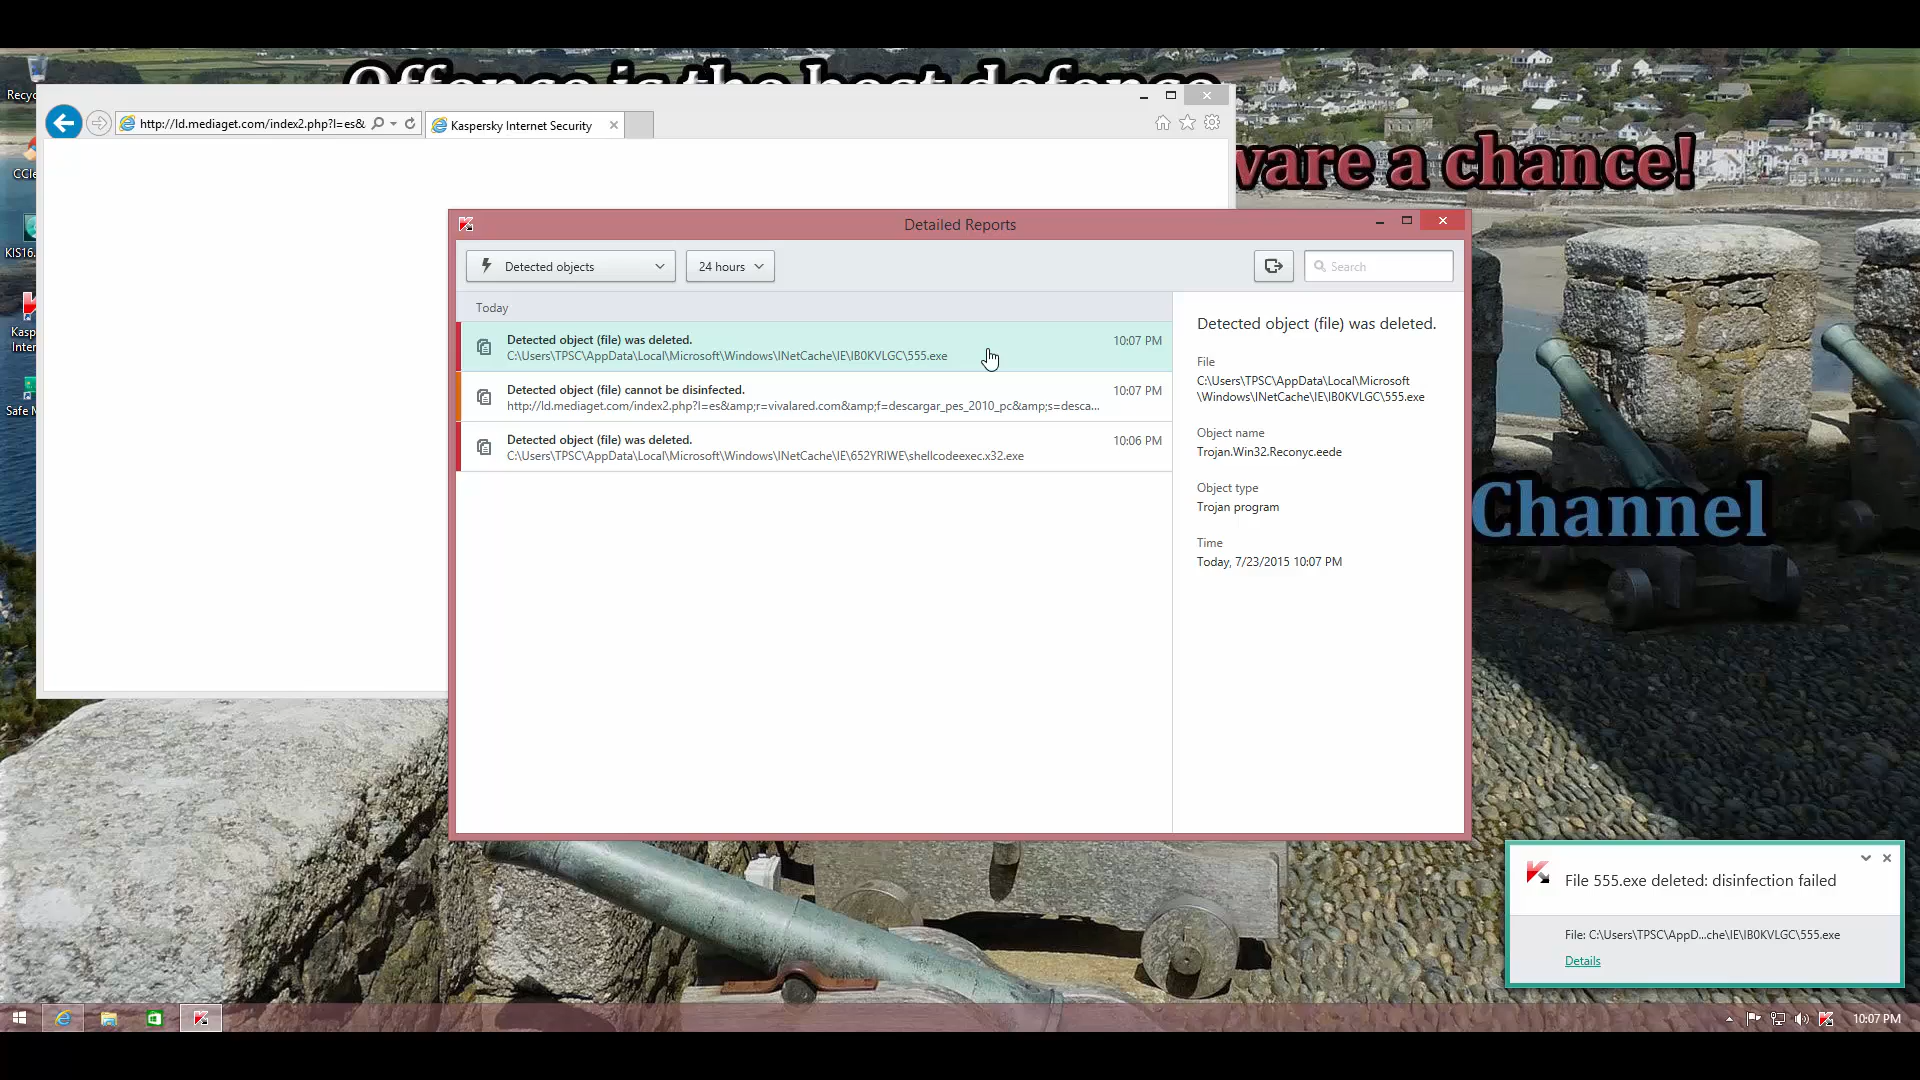 Offense is the best defense
ware a chance!
Channel
Recyc
CCle
KIS16.
Kasp
Inter
Safe M
http://ld.mediaget.com/index2.php?l=es&
Kaspersky Internet Security
Detailed Reports
Detected objects
24 hours
Search
Today
Detected object (file) was deleted.
10:07 PM
C:\Users\TPSC\AppData\Local\Microsoft\Windows\INetCache\IE\IB0KVLGC\555.exe
Detected object (file) cannot be disinfected.
10:07 PM
http://ld.mediaget.com/index2.php?l=es&amp;r=vivalared.com&amp;f=descargar_pes_2010_pc&amp;s=desca...
Detected object (file) was deleted.
10:06 PM
C:\Users\TPSC\AppData\Local\Microsoft\Windows\INetCache\IE\652YRIWE\shellcodeexec.x32.exe
Detected object (file) was deleted.
File
C:\Users\TPSC\AppData\Local\Microsoft
\Windows\INetCache\IE\IB0KVLGC\555.exe
Object name
Trojan.Win32.Reconyc.eede
Object type
Trojan program
Time
Today, 7/23/2015 10:07 PM
File 555.exe deleted: disinfection failed
File: C:\Users\TPSC\AppD...che\IE\IB0KVLGC\555.exe
Details
10:07 PM